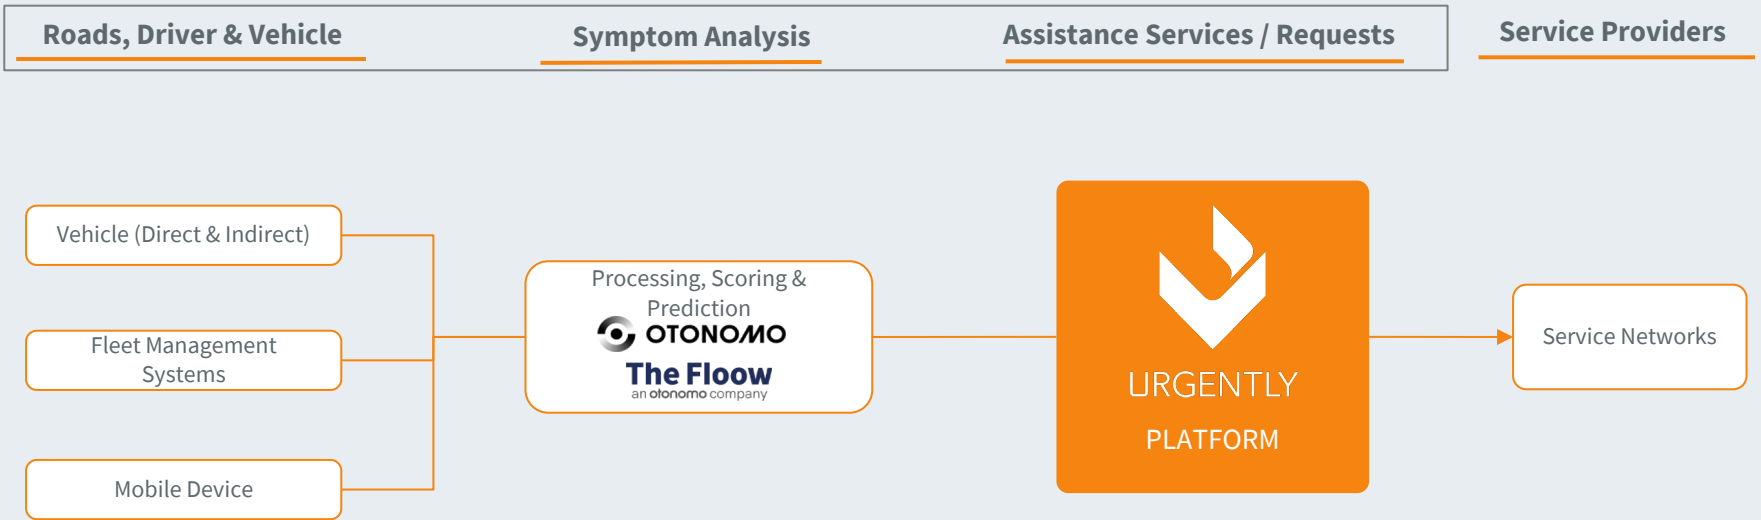 Roads, Driver & Vehicle
Symptom Analysis
Assistance Services / Requests
Service Providers
Vehicle (Direct & Indirect)
Fleet Management
Systems
Mobile Device
Processing, Scoring &
Prediction
OTONOMO
The Floow
an otonomo company
URGENTLY
PLATFORM
Service Networks